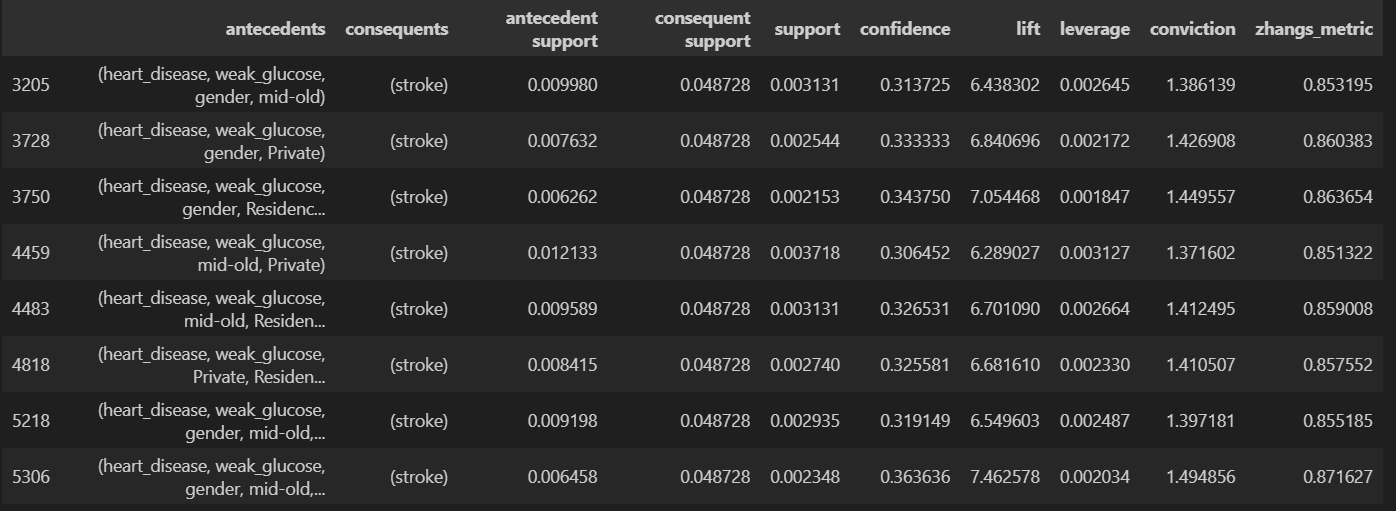 antecedents consequents antecedent support consequent support support confidence lift leverage conviction zhangs_metric
3205 (heart_disease, weak_glucose, gender, mid-old) (stroke) 0.009980 0.048728 0.003131 0.313725 6.438302 0.002645 1.386139 0.853195
3728 (heart_disease, weak_glucose, gender, Private) (stroke) 0.007632 0.048728 0.002544 0.333333 6.840696 0.002172 1.426908 0.860383
3750 (heart_disease, weak_glucose, gender, Residenc... (stroke) 0.006262 0.048728 0.002153 0.343750 7.054468 0.001847 1.449557 0.863654
4459 (heart_disease, weak_glucose, mid-old, Private) (stroke) 0.012133 0.048728 0.003718 0.306452 6.289027 0.003127 1.371602 0.851322
4483 (heart_disease, weak_glucose, mid-old, Residen... (stroke) 0.009589 0.048728 0.003131 0.326531 6.701090 0.002664 1.412495 0.859008
4818 (heart_disease, weak_glucose, Private, Residen... (stroke) 0.008415 0.048728 0.002740 0.325581 6.681610 0.002330 1.410507 0.857552
5218 (heart_disease, weak_glucose, gender, mid-old,... (stroke) 0.009198 0.048728 0.002935 0.319149 6.549603 0.002487 1.397181 0.855185
5306 (heart_disease, weak_glucose, gender, mid-old,... (stroke) 0.006458 0.048728 0.002348 0.363636 7.462578 0.002034 1.494856 0.871627